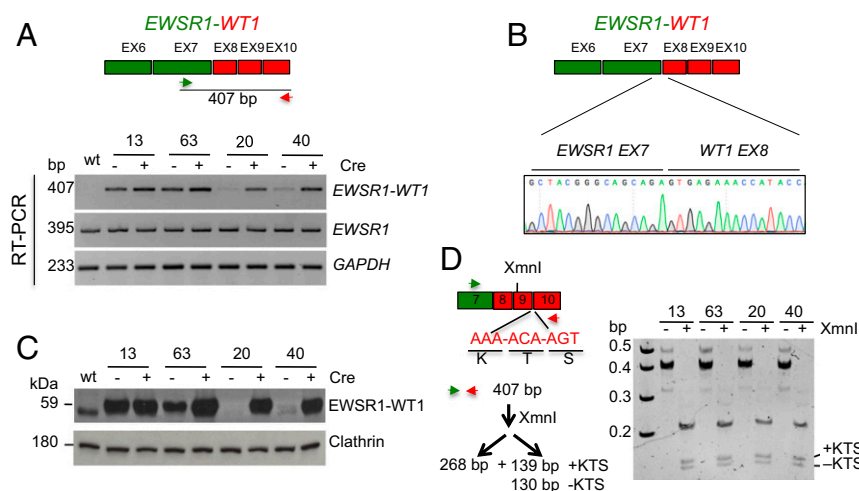 A
EWSR1-WT1
EX6 EX7 EX8 EX9 EX10
407 bp
13 63 20 40
bp wt - + - + - + - + Cre
RT-PCR
407 EWSR1-WT1
395 EWSR1
233 GAPDH
B
EWSR1-WT1
EX6 EX7 EX8 EX9 EX10
EWSR1 EX7 WT1 EX8
GCTACGGGCAGCAGAGTGAGAAACCATACC
C
13 63 20 40
kDa wt - + - + - + - + Cre
59 EWSR1-WT1
180 Clathrin
D
XmnI
7 8 9 10
AAA-ACA-AGT
K T S
407 bp
XmnI
268 bp + 139 bp +KTS
130 bp -KTS
13 63 20 40
bp - + - + - + - + XmnI
0.5
0.4
0.3
0.2
+KTS
–KTS